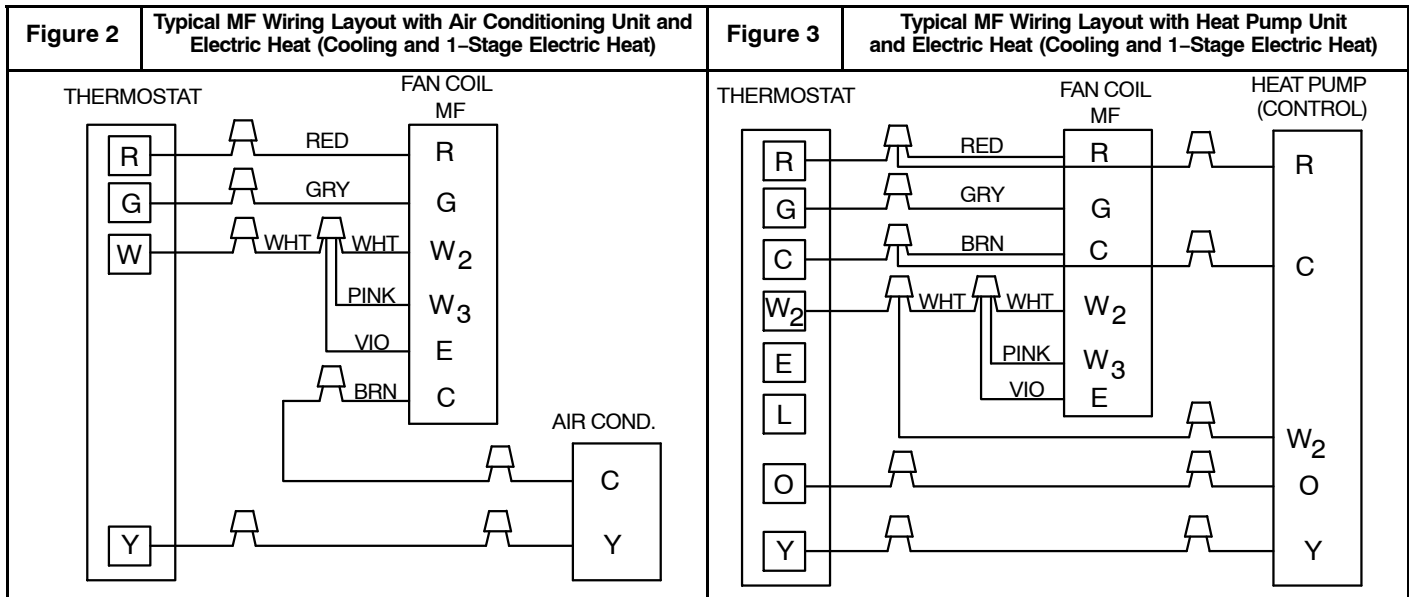 Figure 2
Typical MF Wiring Layout with Air Conditioning Unit and
Electric Heat (Cooling and 1–Stage Electric Heat)
THERMOSTAT
FAN COIL
MF
R
RED
R
G
GRY
G
W
WHT
WHT
W2
PINK
W3
VIO
E
BRN
C
AIR COND.
C
Y
Y
Figure 3
Typical MF Wiring Layout with Heat Pump Unit
and Electric Heat (Cooling and 1–Stage Electric Heat)
THERMOSTAT
FAN COIL
MF
HEAT PUMP
(CONTROL)
R
RED
R
R
G
GRY
G
C
BRN
C
C
W2
WHT
WHT
W2
E
PINK
W3
VIO
E
L
W2
O
O
Y
Y